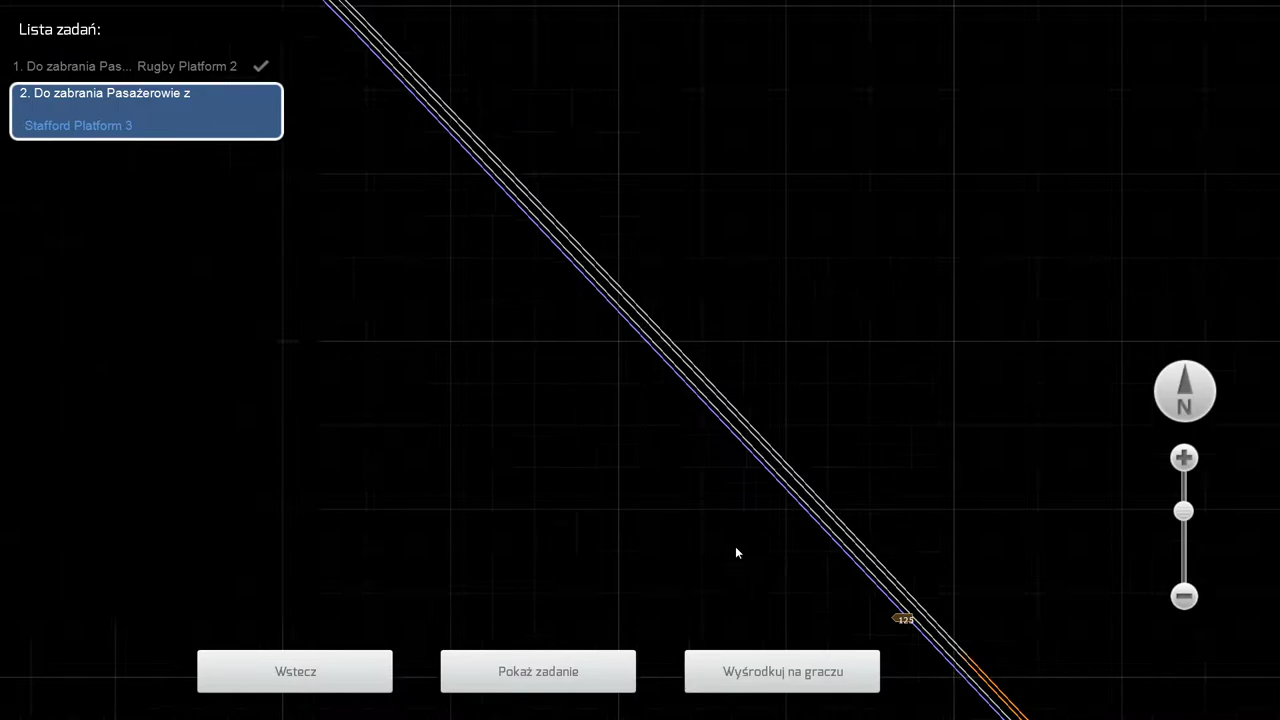 Lista zadań:
1. Do zabrania Pas... Rugby Platform 2
2. Do zabrania Pasażerowie z
Stafford Platform 3
N
125
Wstecz
Pokaż zadanie
Wyśrodkuj na graczu